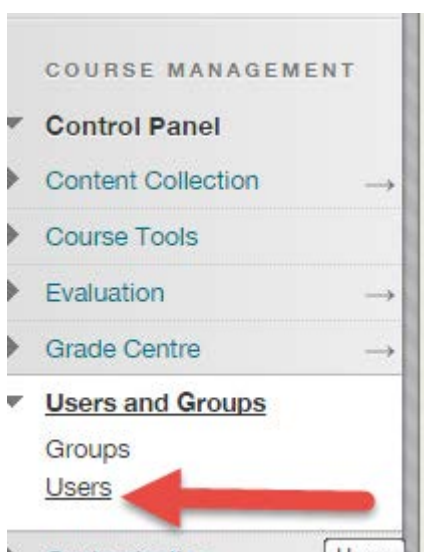 COURSE MANAGEMENT
Control Panel
Content Collection
Course Tools
Evaluation
Grade Centre
Users and Groups
Groups
Users